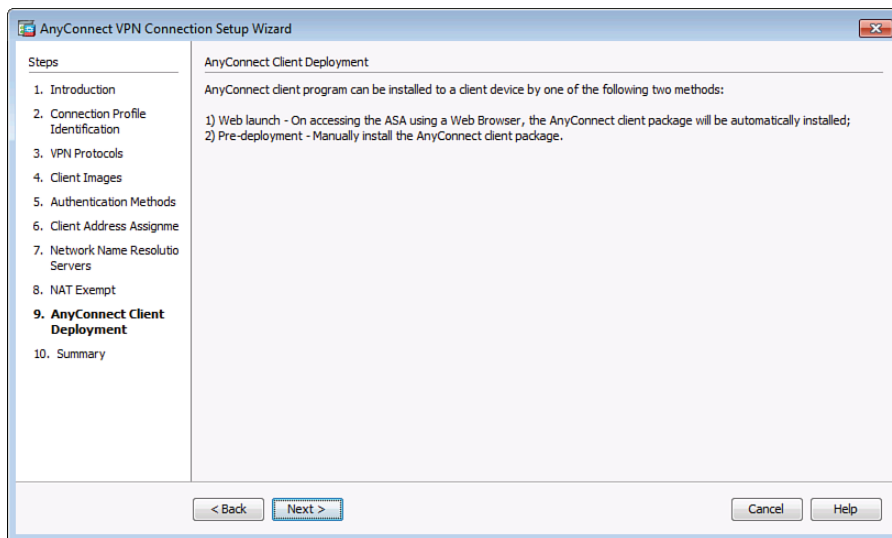 AnyConnect VPN Connection Setup Wizard
Steps
1. Introduction
2. Connection Profile
Identification
3. VPN Protocols
4. Client Images
5. Authentication Methods
6. Client Address Assignme
7. Network Name Resolutio
Servers
8. NAT Exempt
9. AnyConnect Client
Deployment
10. Summary
AnyConnect Client Deployment
AnyConnect client program can be installed to a client device by one of the following two methods:
1) Web launch - On accessing the ASA using a Web Browser, the AnyConnect client package will be automatically installed;
2) Pre-deployment - Manually install the AnyConnect client package.
< Back
Next >
Cancel
Help